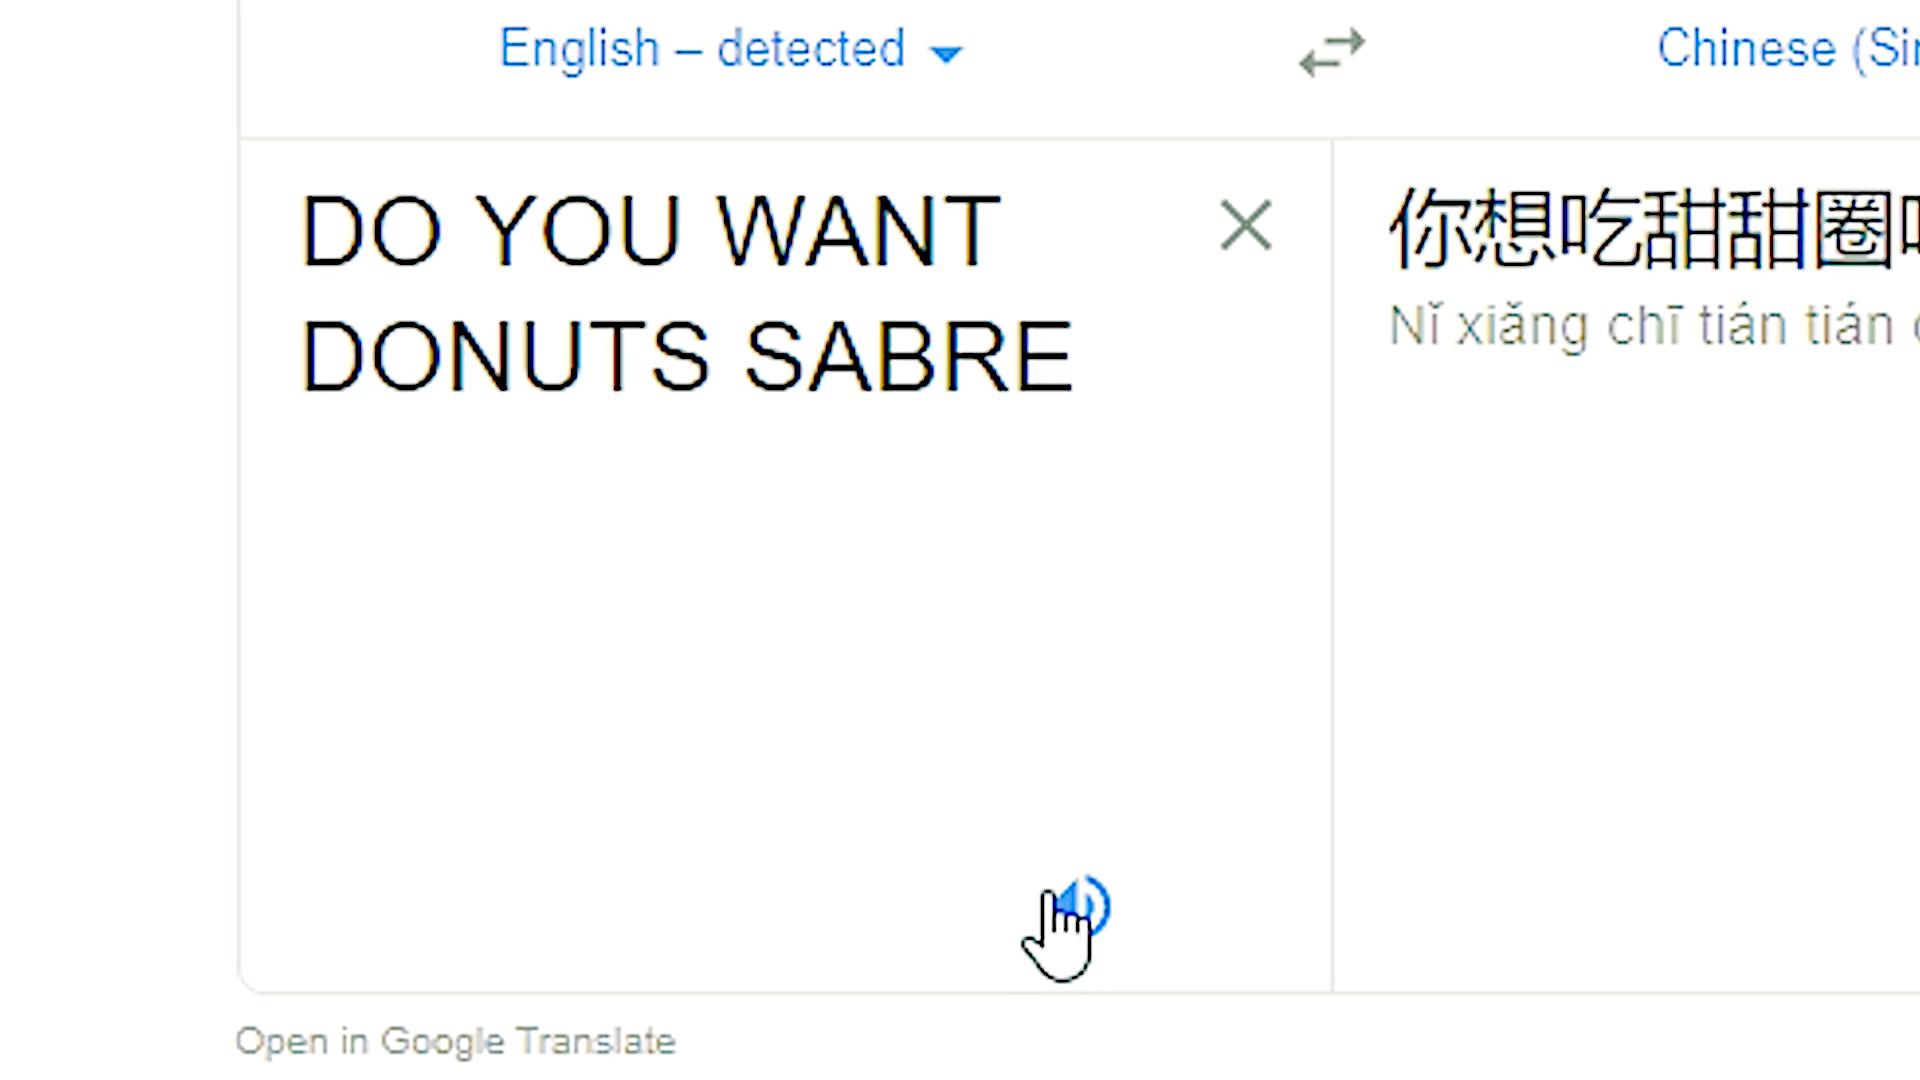 English – detected
Chinese (Si
DO YOU WANT
DONUTS SABRE
你想吃甜甜圈
Nǐ xiǎng chī tián tián
Open in Google Translate